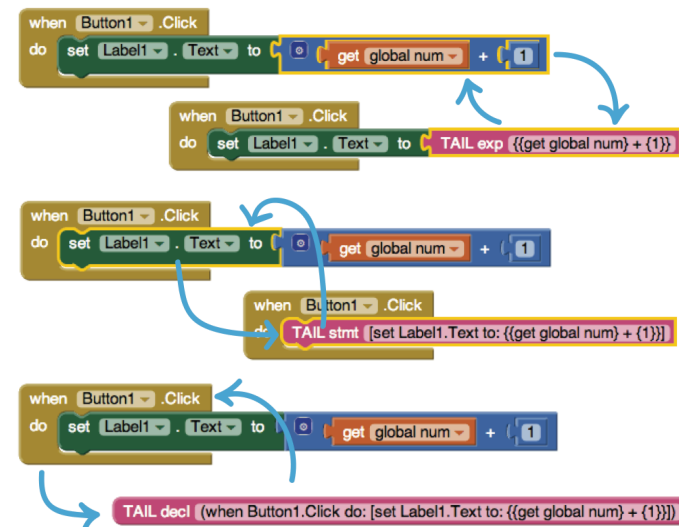 when Button1 .Click
do set Label1 . Text to get global num + 1
when Button1 .Click
do set Label1 . Text to TAIL exp {{get global num} + {1}}
when Button1 .Click
do set Label1 . Text to get global num + 1
when Button1 .Click
do TAIL stmt [set Label1.Text to: {{get global num} + {1}}]
when Button1 .Click
do set Label1 . Text to get global num + 1
TAIL decl (when Button1.Click do: [set Label1.Text to: {{get global num} + {1}}])